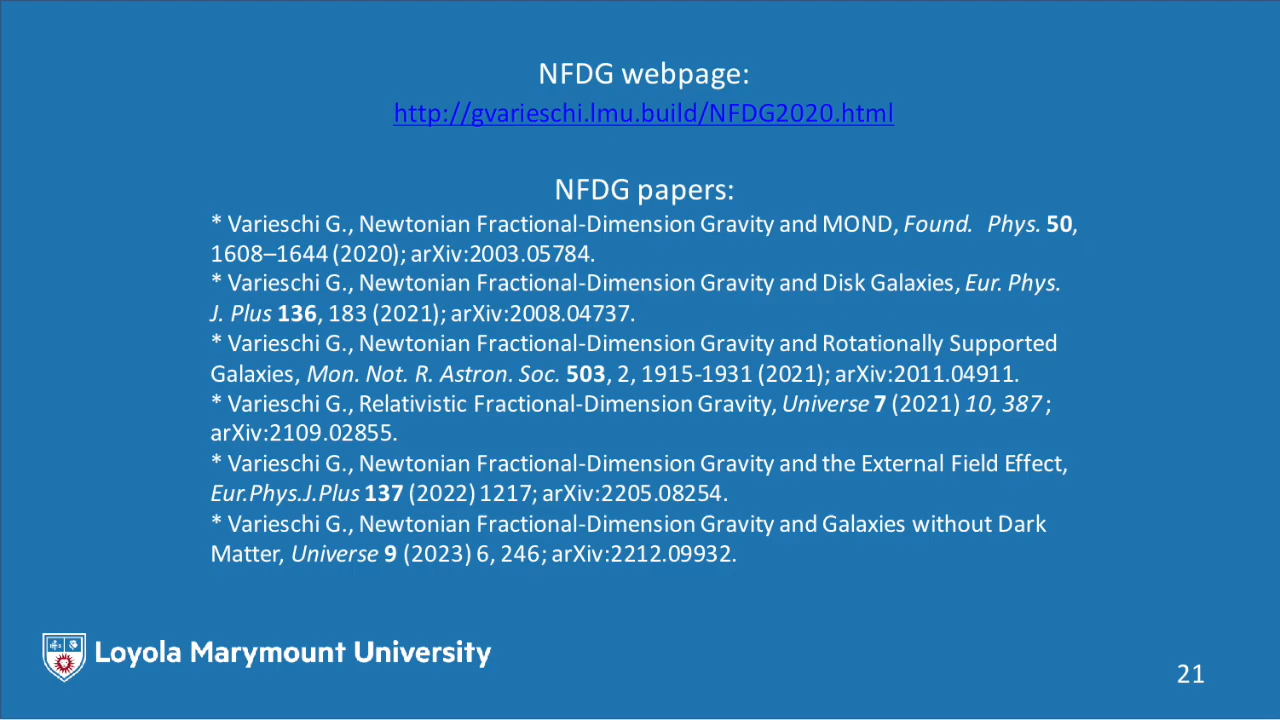 NFDG webpage:
http://gvarieschi.lmu.build/NFDG2020.html
NFDG papers:
* Varieschi G., Newtonian Fractional-Dimension Gravity and MOND, Found. Phys. 50,
1608–1644 (2020); arXiv:2003.05784.
* Varieschi G., Newtonian Fractional-Dimension Gravity and Disk Galaxies, Eur. Phys.
J. Plus 136, 183 (2021); arXiv:2008.04737.
* Varieschi G., Newtonian Fractional-Dimension Gravity and Rotationally Supported
Galaxies, Mon. Not. R. Astron. Soc. 503, 2, 1915-1931 (2021); arXiv:2011.04911.
* Varieschi G., Relativistic Fractional-Dimension Gravity, Universe 7 (2021) 10, 387;
arXiv:2109.02855.
* Varieschi G., Newtonian Fractional-Dimension Gravity and the External Field Effect,
Eur.Phys.J.Plus 137 (2022) 1217; arXiv:2205.08254.
* Varieschi G., Newtonian Fractional-Dimension Gravity and Galaxies without Dark
Matter, Universe 9 (2023) 6, 246; arXiv:2212.09932.
Loyola Marymount University
21